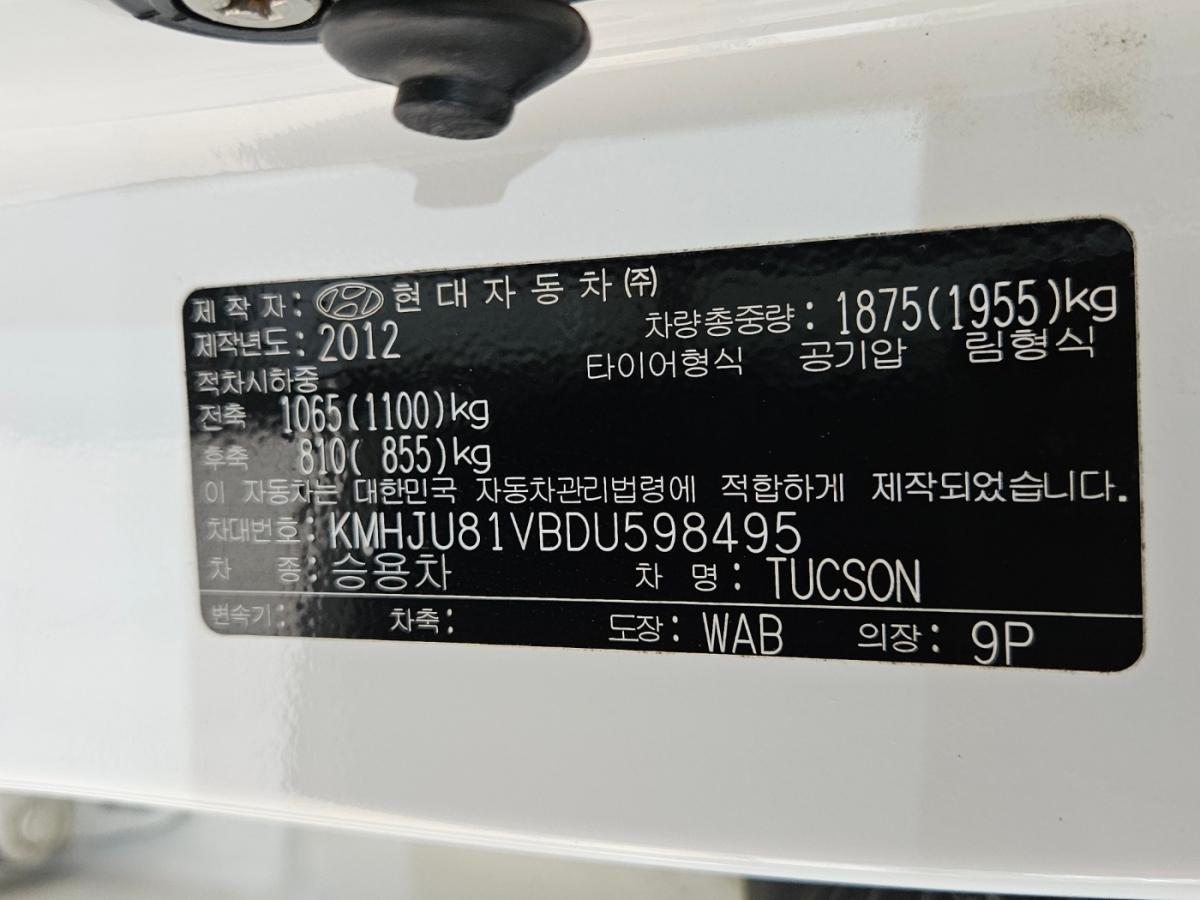 제 작 자: 현대자동차㈜
제작년도: 2012 차량총중량: 1875(1955)kg
적차시하중 타이어형식 공기압 림형식
전축 1065(1100)kg
후축 810( 855)kg
이 자동차는 대한민국 자동차관리법령에 적합하게 제작되었습니다.
차대번호: KMHJU81VBDU598495
차 종: 승용차 차 명: TUCSON
변속기: 차축: 도장: WAB 의장: 9P